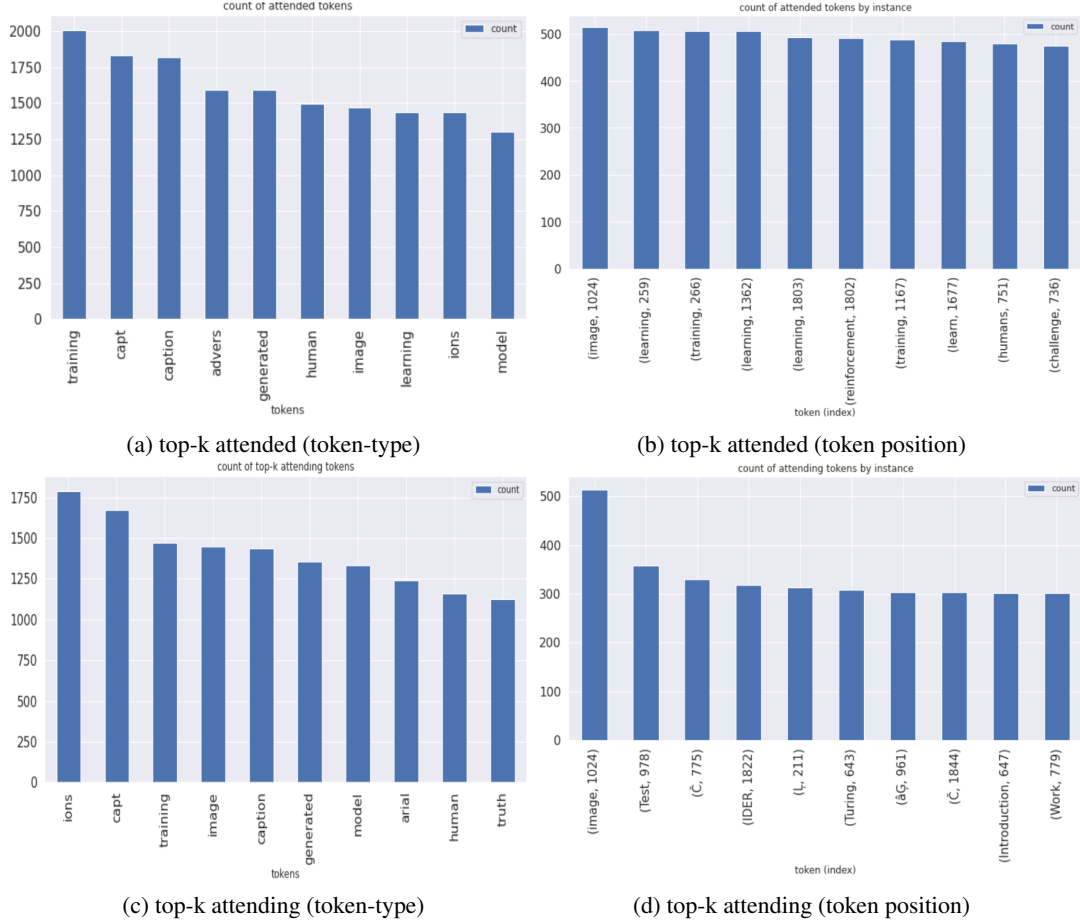 count of attended tokens
count
2000
1750
1500
1250
1000
750
500
250
0
training
capt
caption
advers
generated
human
image
learning
ions
model
tokens
(a) top-k attended (token-type)
count of attended tokens by instance
count
500
400
300
200
100
0
(image, 1024)
(learning, 259)
(training, 266)
(learning, 1362)
(learning, 1803)
(reinforcement, 1802)
(training, 1167)
(learn, 1677)
(humans, 751)
(challenge, 736)
token (index)
(b) top-k attended (token position)
count of top-k attending tokens
count
1750
1500
1250
1000
750
500
250
0
ions
capt
training
image
caption
generated
model
arial
human
truth
tokens
(c) top-k attending (token-type)
count of attending tokens by instance
count
500
400
300
200
100
0
(image, 1024)
(Test, 978)
(Č, 775)
(IDER, 1822)
(Ļ, 211)
(Turing, 643)
(âĢ, 961)
(Č, 1844)
(Introduction, 647)
(Work, 779)
token (index)
(d) top-k attending (token position)